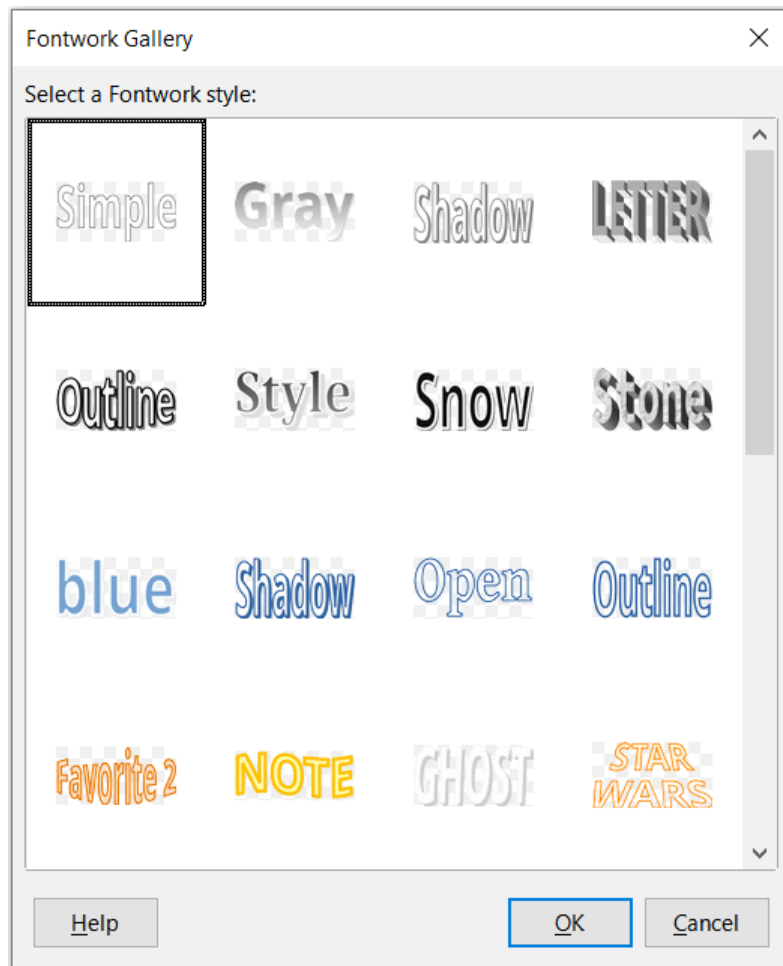 Fontwork Gallery
Select a Fontwork style:
Simple Gray Shadow LETTER
Outline Style Snow Stone
blue Shadow Open Outline
Favorite 2 NOTE GHOST STAR WARS
Help OK Cancel